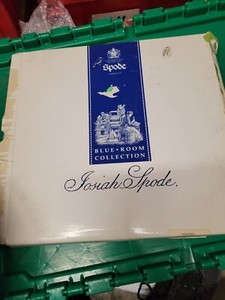 Spode
BLUE • ROOM
COLLECTION
Josiah Spode.